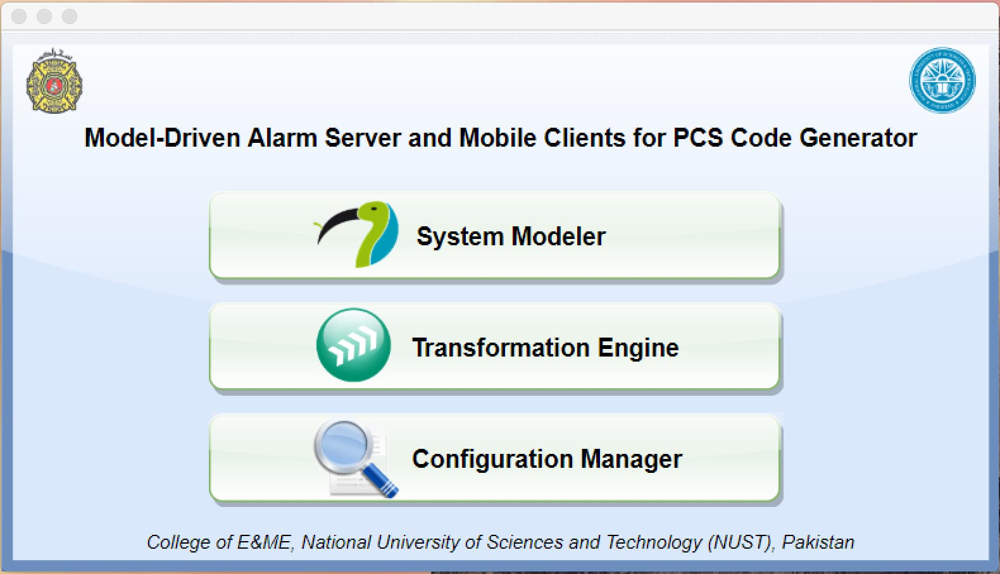 Model-Driven Alarm Server and Mobile Clients for PCS Code Generator
System Modeler
Transformation Engine
Configuration Manager
College of E&ME, National University of Sciences and Technology (NUST), Pakistan